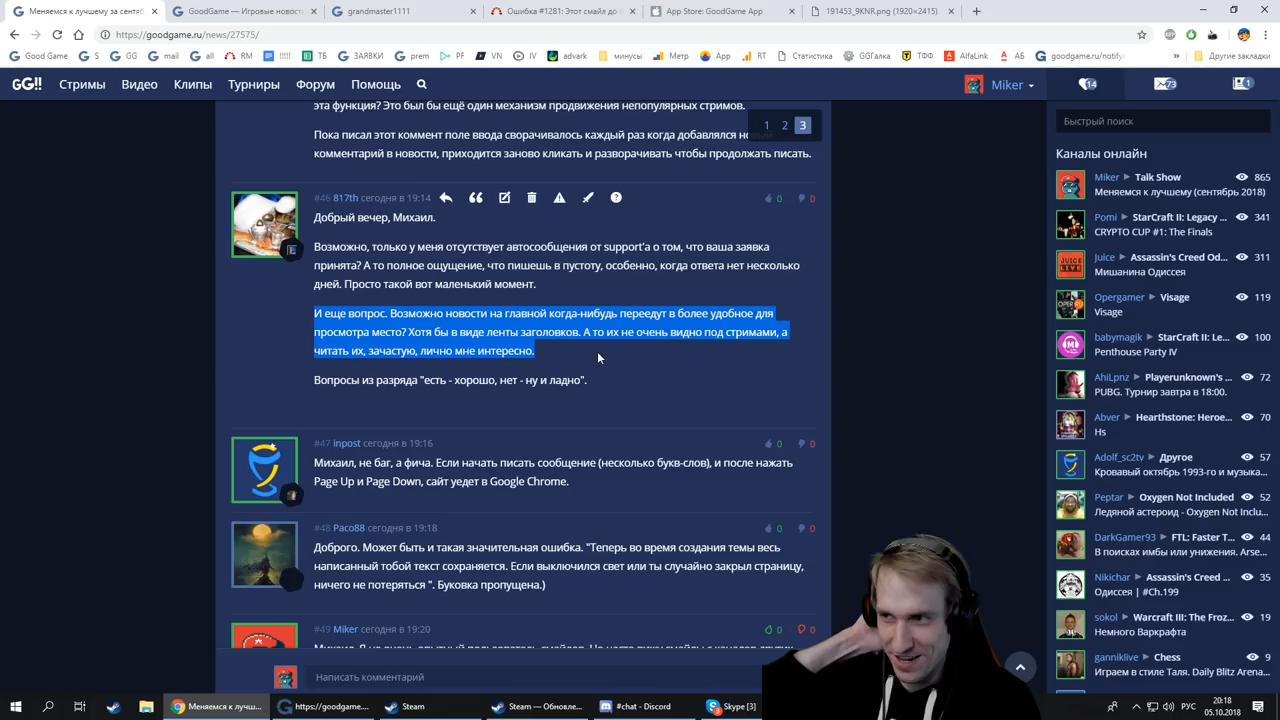 Меняемся к лучшему (сентябр
GoodGame — Игровые новост
grandmaster1111
Ошибка #1281: Этот смайл до с
App Store: GoodGame
191453_9KNR.png (1920×2415)
https://goodgame.ru/news/27575/
Good Game
S
G
al
RM
!!!!
ТБ
ЗАЯВКИ
prem
PF
VN
IV
advark
минусы
Метр
App
RT
Статистика
GGГалка
ТФФ
AlfaLink
АБ
goodgame.ru/notify
Другие закладки
GG!!
Стримы
Видео
Клипы
Турниры
Форум
Помощь
Miker
14
73
1
эта функция? Это был бы ещё один механизм продвижения непопулярных стримов.
1 2 3
Пока писал этот коммент поле ввода сворачивалось каждый раз когда добавлялся
комментарий в новости, приходится заново кликать и разворачивать чтобы продолжать писать.
#46 817th сегодня в 19:14
0 0
Добрый вечер, Михаил.
Возможно, только у меня отсутствует автосообщения от support'a о том, что ваша заявка
принята? А то полное ощущение, что пишешь в пустоту, особенно, когда ответа нет несколько
дней. Просто такой вот маленький момент.
И еще вопрос. Возможно новости на главной когда-нибудь переедут в более удобное для
просмотра место? Хотя бы в виде ленты заголовков. А то их не очень видно под стримами, а
читать их, зачастую, лично мне интересно.
Вопросы из разряда "есть - хорошо, нет - ну и ладно".
#47 inpost сегодня в 19:16
0 0
Михаил, не баг, а фича. Если начать писать сообщение (несколько букв-слов), и после нажать
Page Up и Page Down, сайт уедет в Google Chrome.
#48 Paco88 сегодня в 19:18
0 0
Доброго. Может быть и такая значительная ошибка. "Теперь во время создания темы весь
написанный тобой текст сохраняется. Если выключился свет или ты случайно закрыл страницу,
ничего не потеряться ". Буковка пропущена.)
#49 Miker сегодня в 19:20
0 0
Написать комментарий
Быстрый поиск
Каналы онлайн
Miker Talk Show 865
Меняемся к лучшему (сентябрь 2018)
Pomi StarCraft II: Legacy ... 341
CRYPTO CUP #1: The Finals
Juice Assassin's Creed Od... 311
Мишанина Одиссея
Opergamer Visage 119
Visage
babymagik StarCraft II: Le... 100
Penthouse Party IV
AhiLpnz Playerunknown's ... 72
PUBG. Турнир завтра в 18:00.
Abver Hearthstone: Heroe... 70
Hs
Adolf_sc2tv Другое 57
Кровавый октябрь 1993-го и музыка...
Peptar Oxygen Not Included 52
Ледяной астероид - Oxygen Not Inclu...
DarkGamer93 FTL: Faster T... 44
В поисках имбы или унижения. Arse...
Nikichar Assassin's Creed ... 35
Одиссея | #Ch.199
sokol Warcraft III: The Froz... 19
Немного Варкрафта
ganniklive Chess 9
Играем в стиле Таля. Daily Blitz Arena...
Меняемся к лучш...
https://goodgame....
Steam
Steam — Обновле...
#chat - Discord
Skype [3]
РУС
20:18
05.10.2018